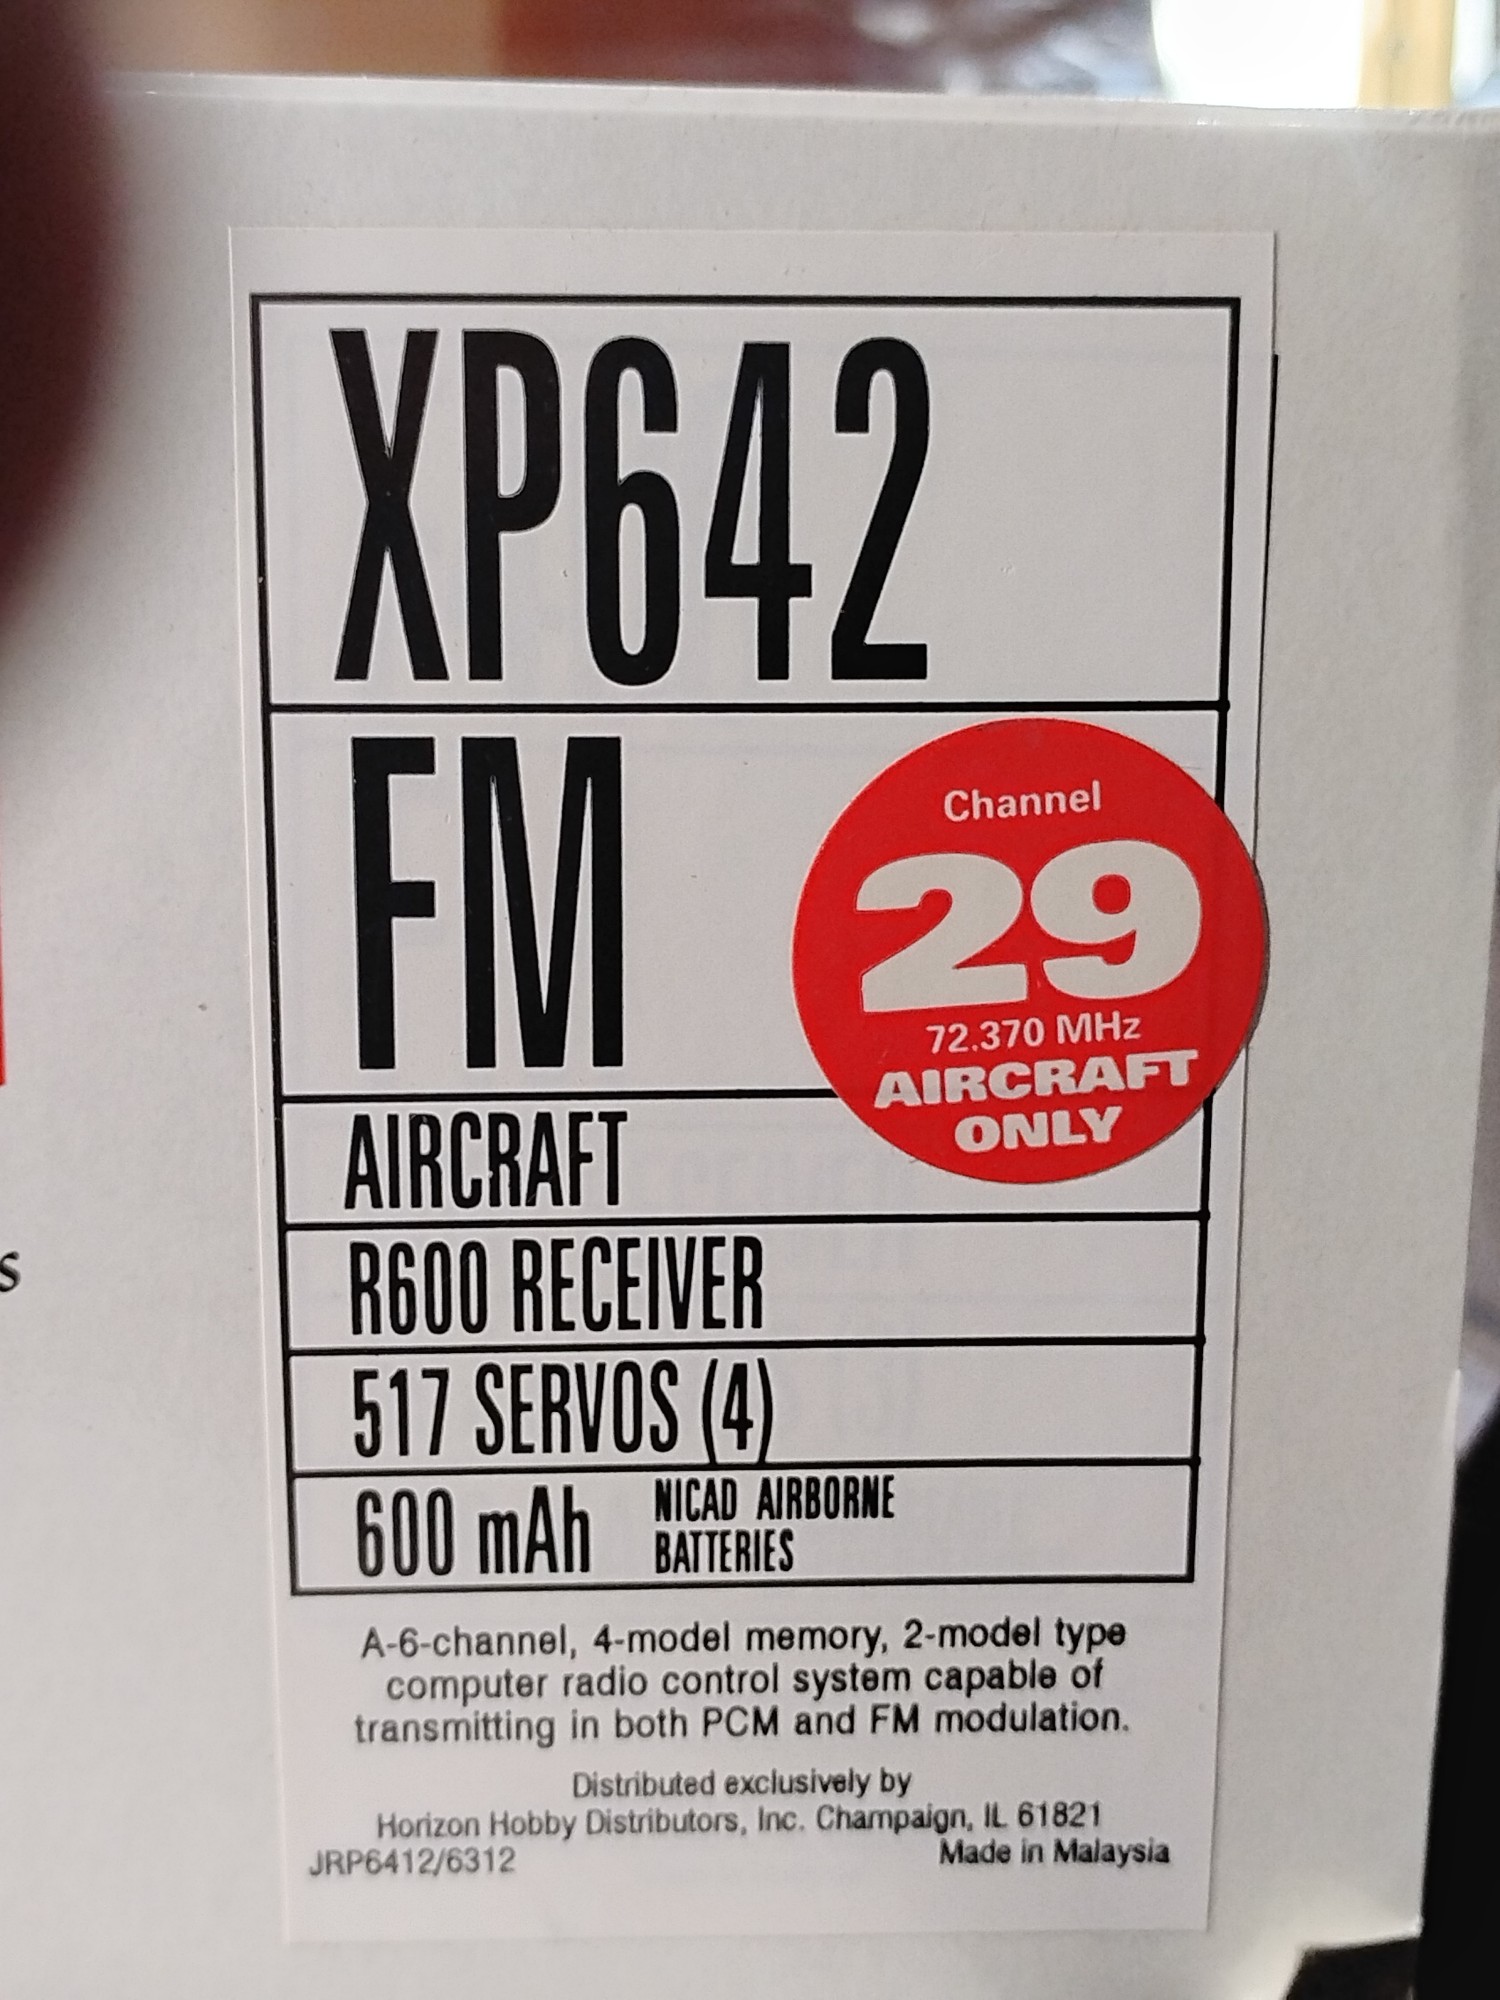 XP642
FM
Channel
29
72.370 MHz
AIRCRAFT
ONLY
AIRCRAFT
R600 RECEIVER
517 SERVOS (4)
600 mAh NICAD AIRBORNE
BATTERIES
s
A-6-channel, 4-model memory, 2-model type
computer radio control system capable of
transmitting in both PCM and FM modulation.
Distributed exclusively by
Horizon Hobby Distributors, Inc. Champaign, IL 61821
JRP6412/6312 Made in Malaysia